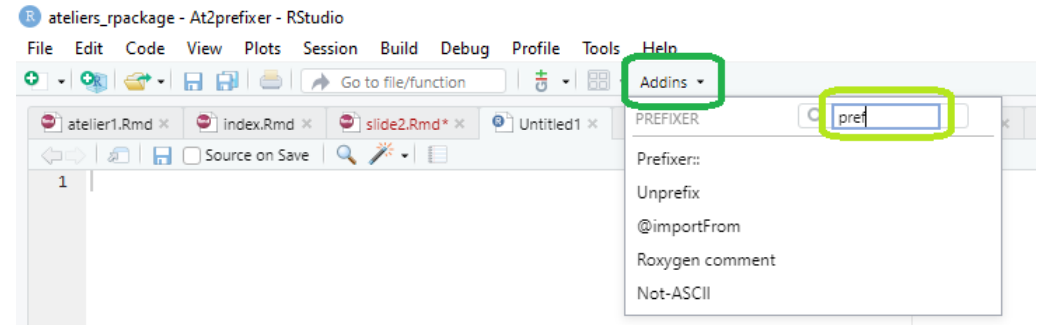 ateliers_rpackage - At2prefixer - RStudio
File Edit Code View Plots Session Build Debug Profile Tools Help
Go to file/function Addins
atelier1.Rmd × index.Rmd × slide2.Rmd* × Untitled1 × PREFIXER pref ×
Source on Save Prefixer::
1 Unprefix
@importFrom
Roxygen comment
Not-ASCII